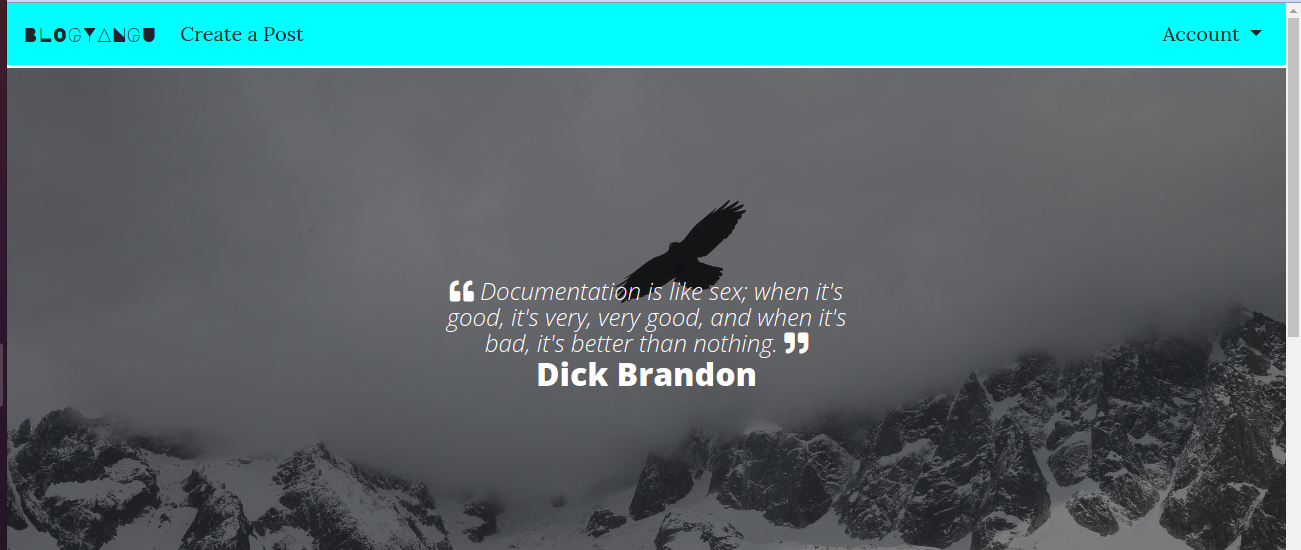 BLOGYANGU Create a Post Account
❝ Documentation is like sex; when it's
good, it's very, very good, and when it's
bad, it's better than nothing. ❞
Dick Brandon